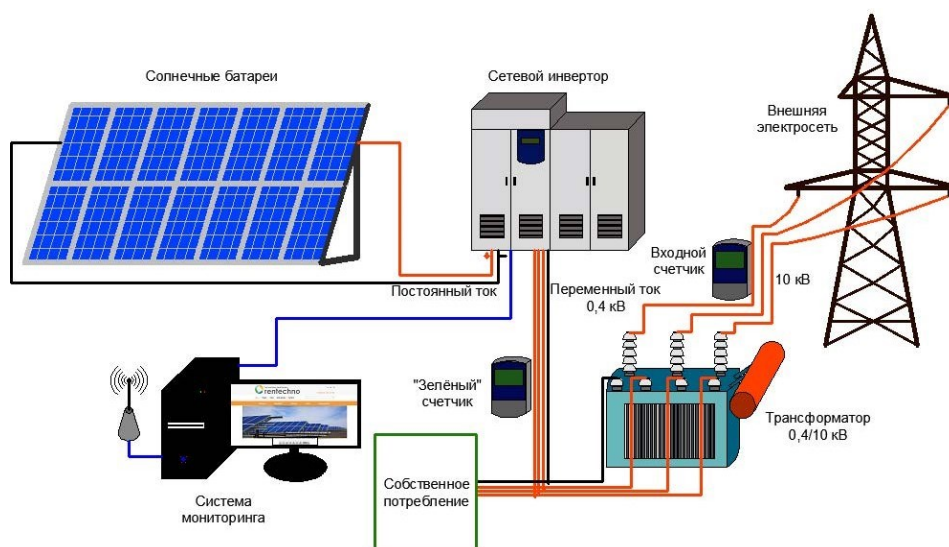 Солнечные батареи
Сетевой инвертор
Внешняя
электросеть
Входной
счетчик
10 кВ
Постоянный ток
Переменный ток
0,4 кВ
"Зелёный"
счетчик
rentechno
Трансформатор
0,4/10 кВ
Собственное
потребление
Система
мониторинга